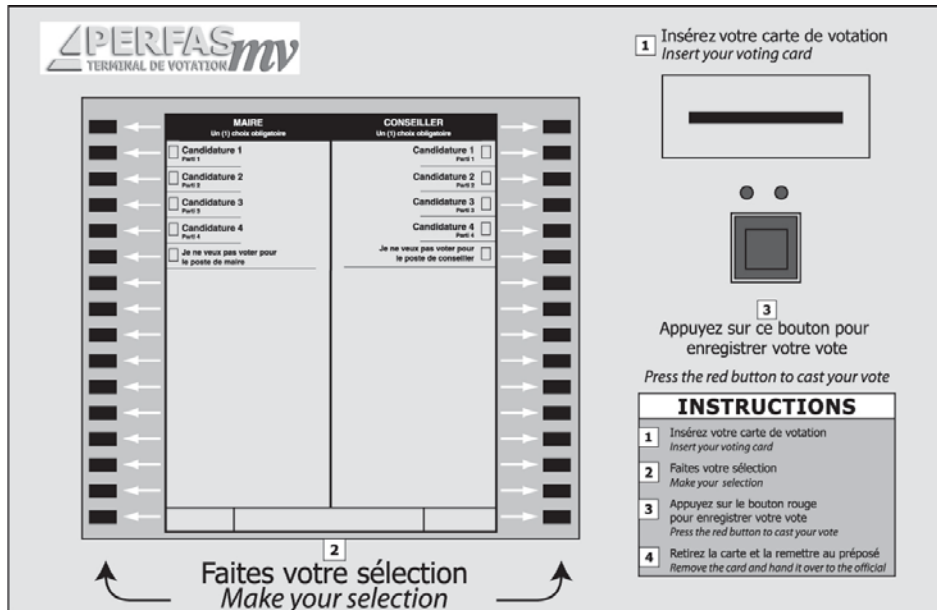 PERFAS mv
TERMINAL DE VOTATION
MAIRE
Un (1) choix obligatoire
Candidature 1
Parti 1
Candidature 2
Parti 2
Candidature 3
Parti 3
Candidature 4
Parti 4
Je ne veux pas voter pour
le poste de maire
CONSEILLER
Un (1) choix obligatoire
Candidature 1
Parti 1
Candidature 2
Parti 2
Candidature 3
Parti 3
Candidature 4
Parti 4
Je ne veux pas voter pour
le poste de conseiller
2
Faites votre sélection
Make your selection
1 Insérez votre carte de votation
Insert your voting card
3
Appuyez sur ce bouton pour
enregistrer votre vote
Press the red button to cast your vote
INSTRUCTIONS
1 Insérez votre carte de votation
Insert your voting card
2 Faites votre sélection
Make your selection
3 Appuyez sur le bouton rouge
pour enregistrer votre vote
Press the red button to cast your vote
4 Retirez la carte et la remettre au préposé
Remove the card and hand it over to the official